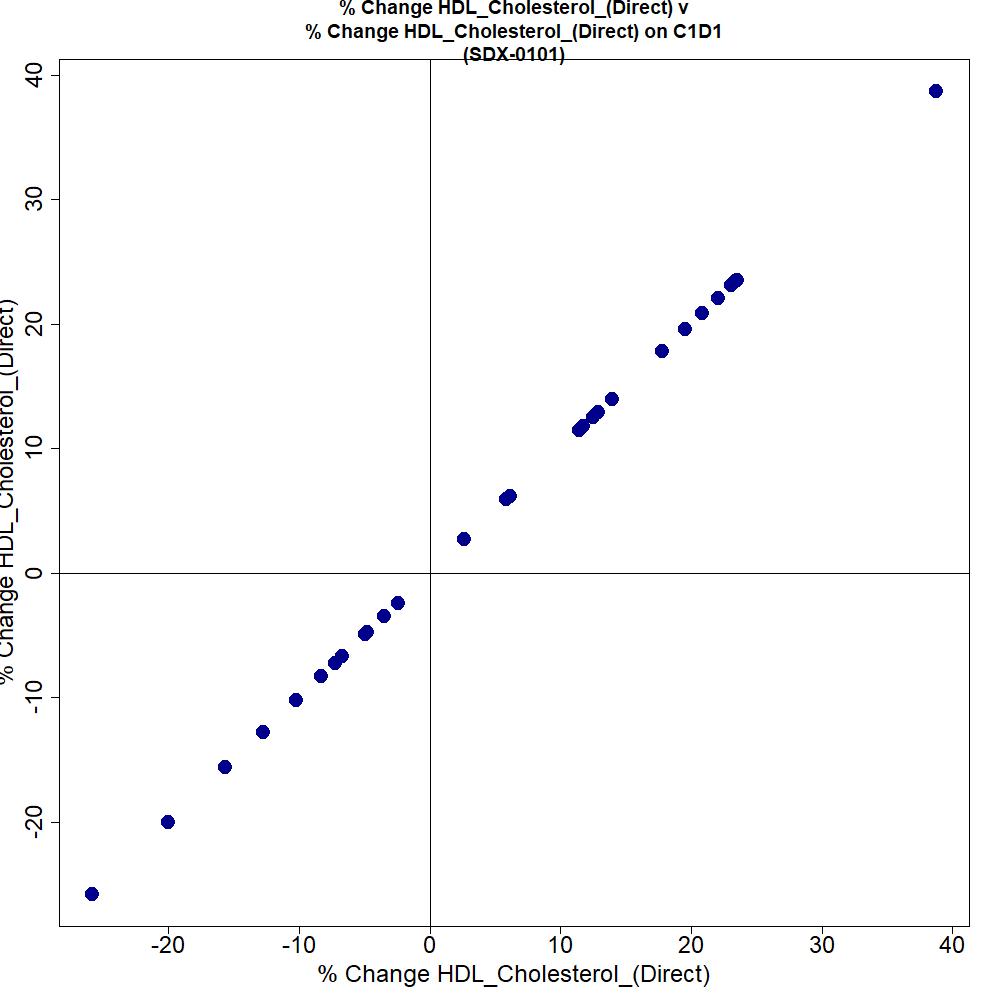 % Change HDL_Cholesterol_(Direct) v
% Change HDL_Cholesterol_(Direct) on C1D1
(SDX-0101)
% Change HDL_Cholesterol_(Direct)
40
30
20
10
0
-10
-20
-20
-10
0
10
20
30
40
% Change HDL_Cholesterol_(Direct)